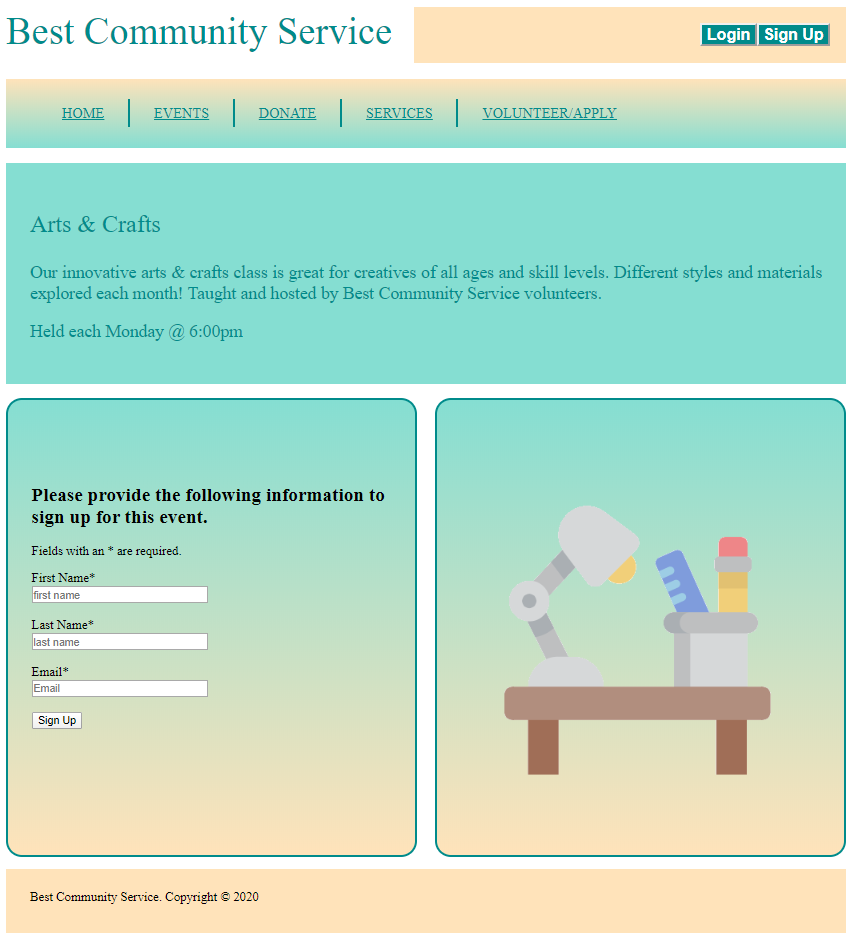 Best Community Service
Login Sign Up
HOME EVENTS DONATE SERVICES VOLUNTEER/APPLY
Arts & Crafts
Our innovative arts & crafts class is great for creatives of all ages and skill levels. Different styles and materials
explored each month! Taught and hosted by Best Community Service volunteers.
Held each Monday @ 6:00pm
Please provide the following information to
sign up for this event.
Fields with an * are required.
First Name*
first name
Last Name*
last name
Email*
Email
Sign Up
Best Community Service. Copyright © 2020